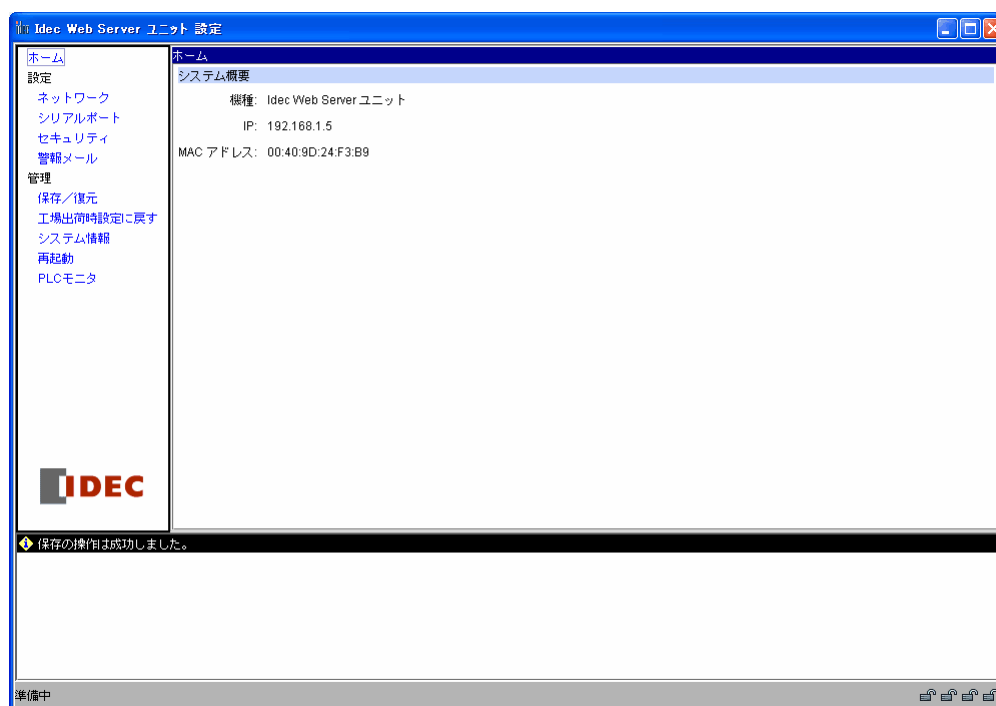 Idec Web Server ユニット 設定
ホーム
設定
ネットワーク
シリアルポート
セキュリティ
警報メール
管理
保存／復元
工場出荷時設定に戻す
システム情報
再起動
PLCモニタ
IDEC
ホーム
システム概要
機種: Idec Web Server ユニット
IP: 192.168.1.5
MAC アドレス: 00:40:9D:24:F3:B9
保存の操作は成功しました。
準備中